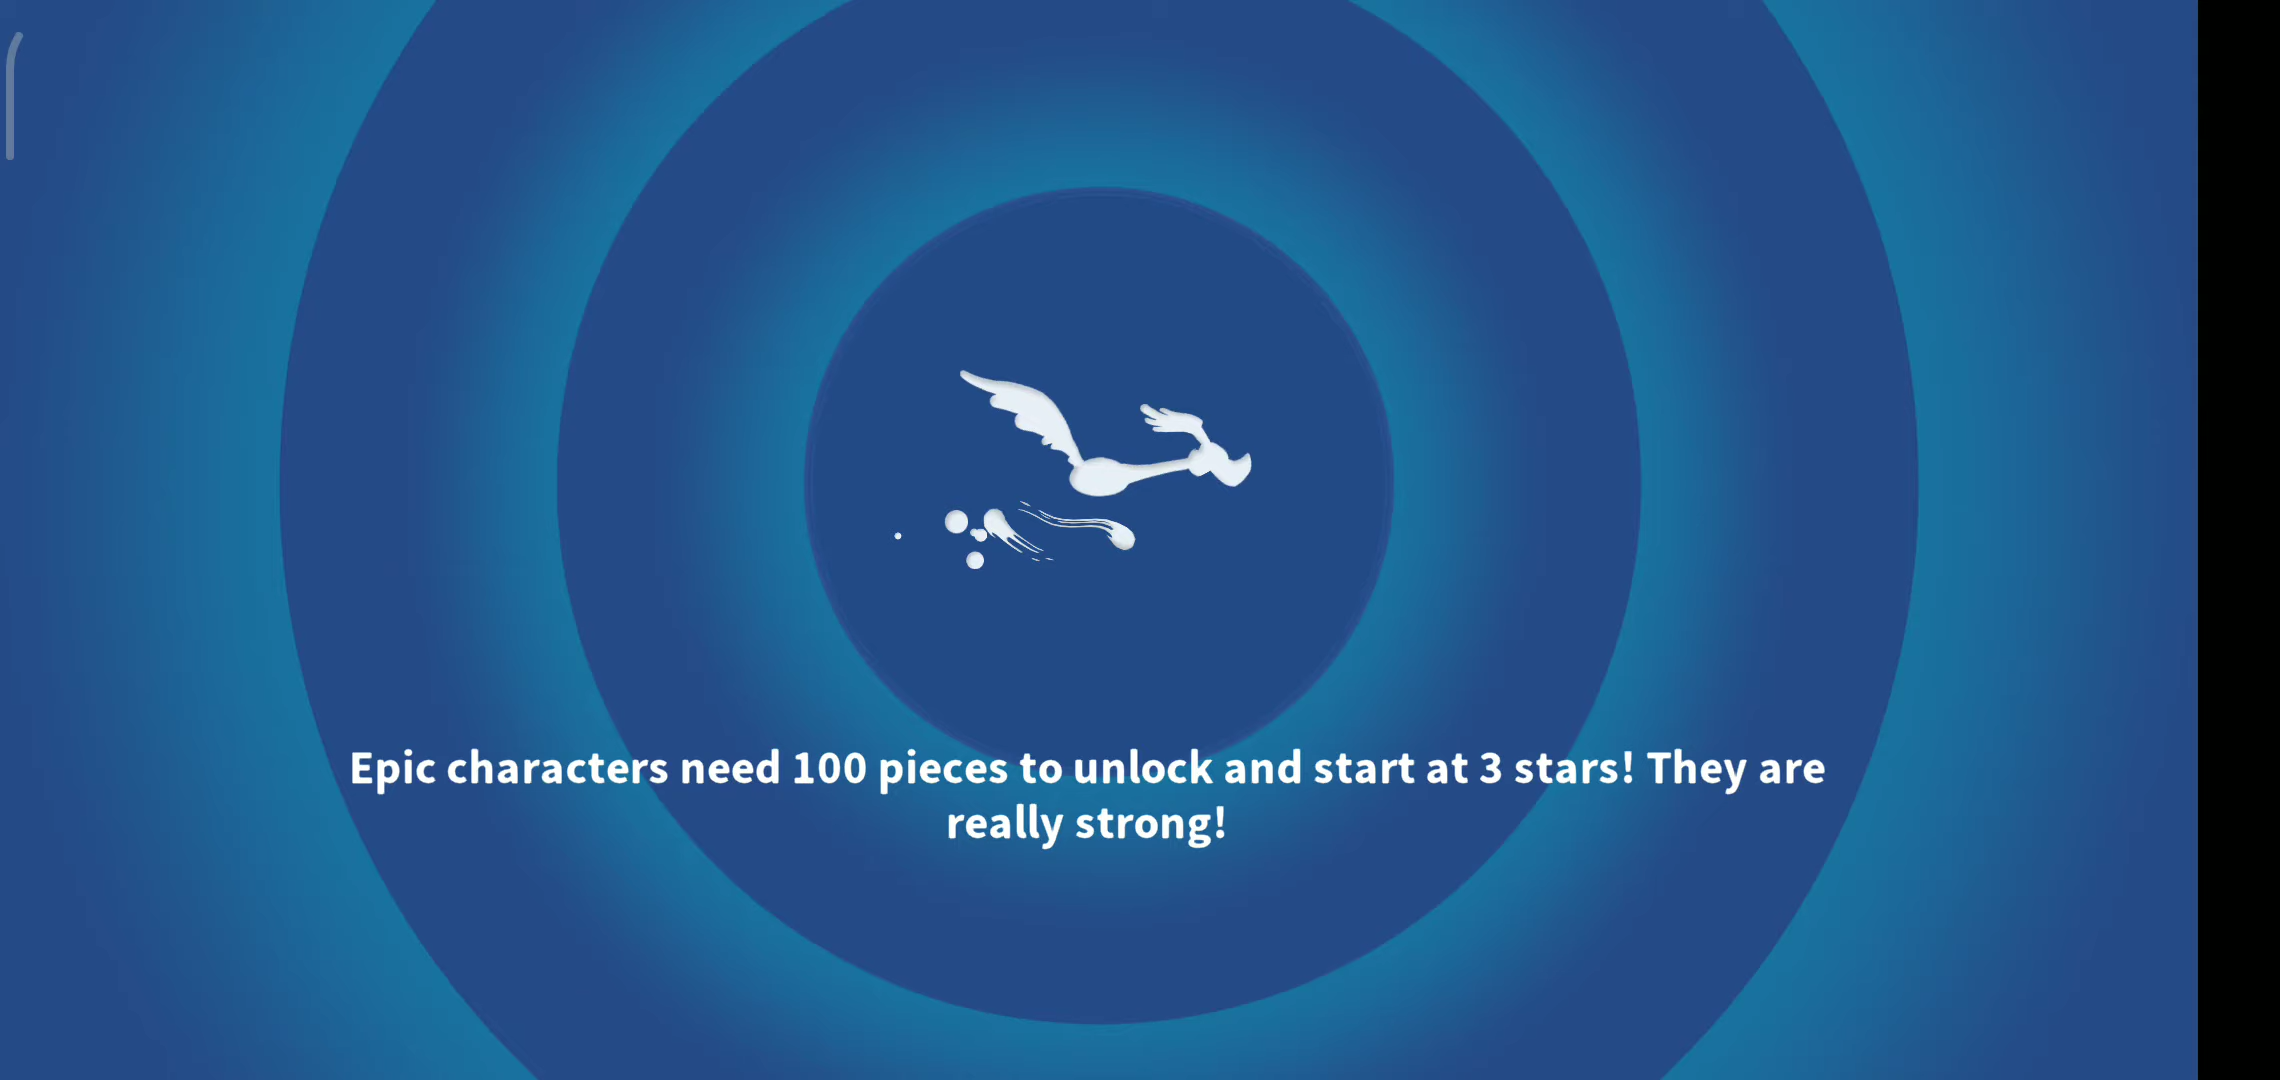 Epic characters need 100 pieces to unlock and start at 3 stars! They are
really strong!